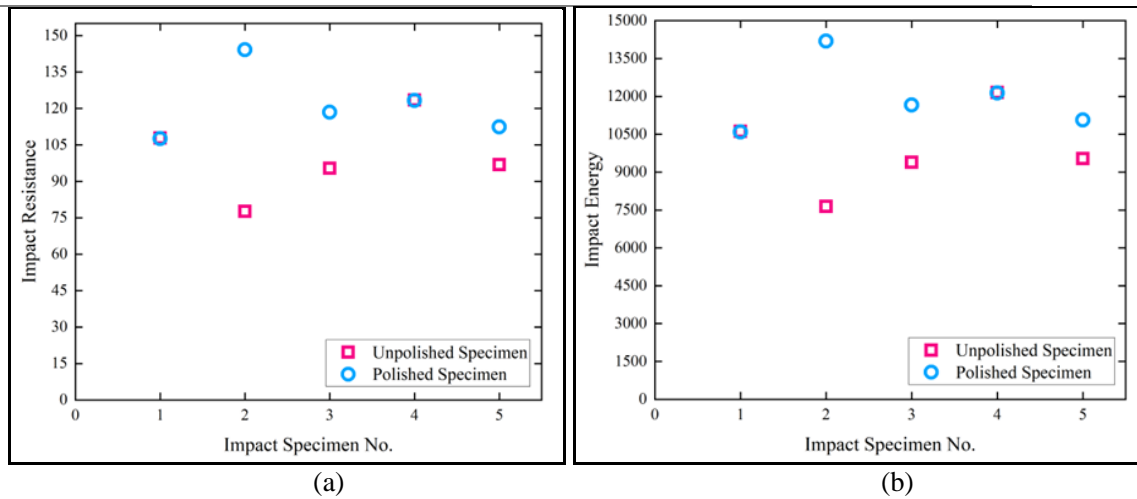 150
135
120
105
90
75
60
45
30
15
0
Impact Resistance
Unpolished Specimen
Polished Specimen
0 1 2 3 4 5
Impact Specimen No.
(a)
15000
13500
12000
10500
9000
7500
6000
4500
3000
1500
0
Impact Energy
Unpolished Specimen
Polished Specimen
0 1 2 3 4 5
Impact Specimen No.
(b)